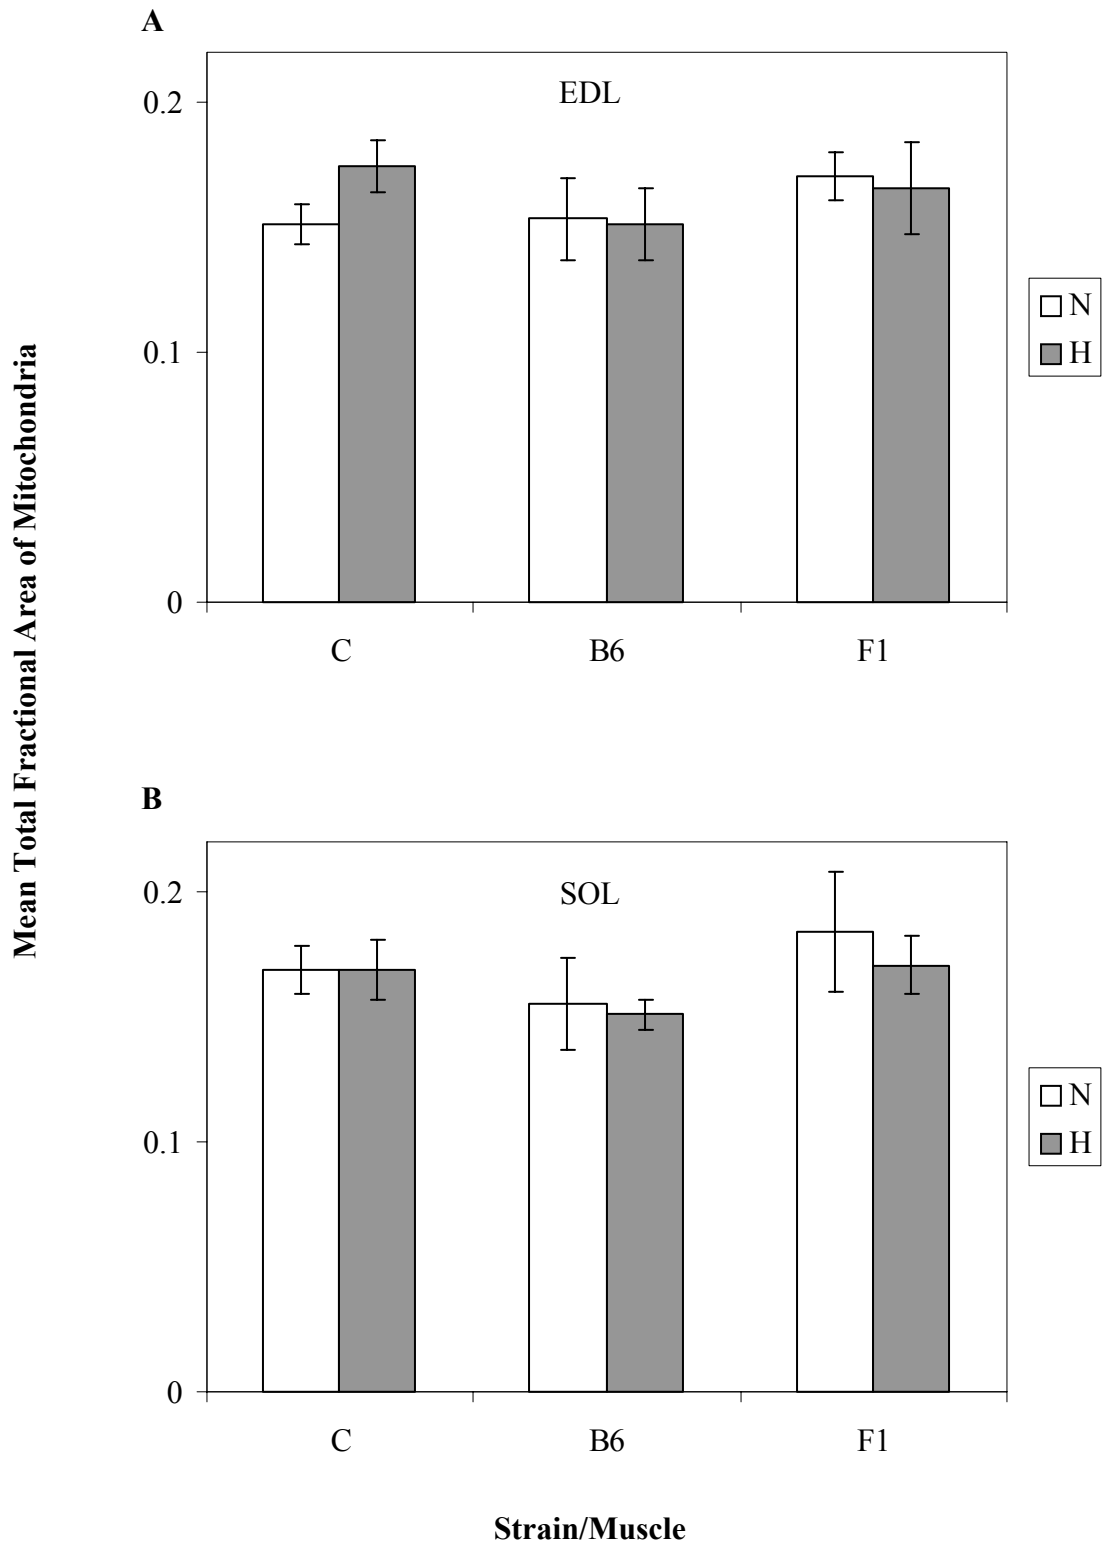 A
EDL
0.2
0.1
0
C B6 F1
N
H
Mean Total Fractional Area of Mitochondria
B
SOL
0.2
0.1
0
C B6 F1
N
H
Strain/Muscle